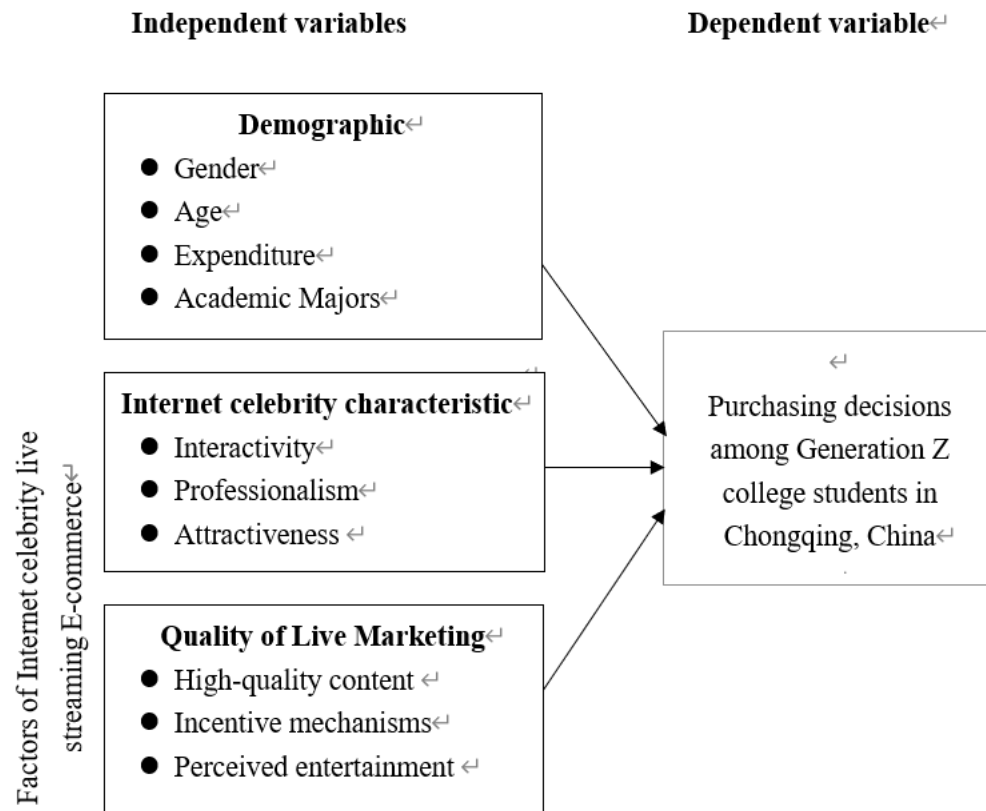 Independent variables
Dependent variable
Demographic
● Gender
● Age
● Expenditure
● Academic Majors
Internet celebrity characteristic
● Interactivity
● Professionalism
● Attractiveness
Quality of Live Marketing
● High-quality content
● Incentive mechanisms
● Perceived entertainment
Factors of Internet celebrity live
streaming E-commerce
Purchasing decisions
among Generation Z
college students in
Chongqing, China